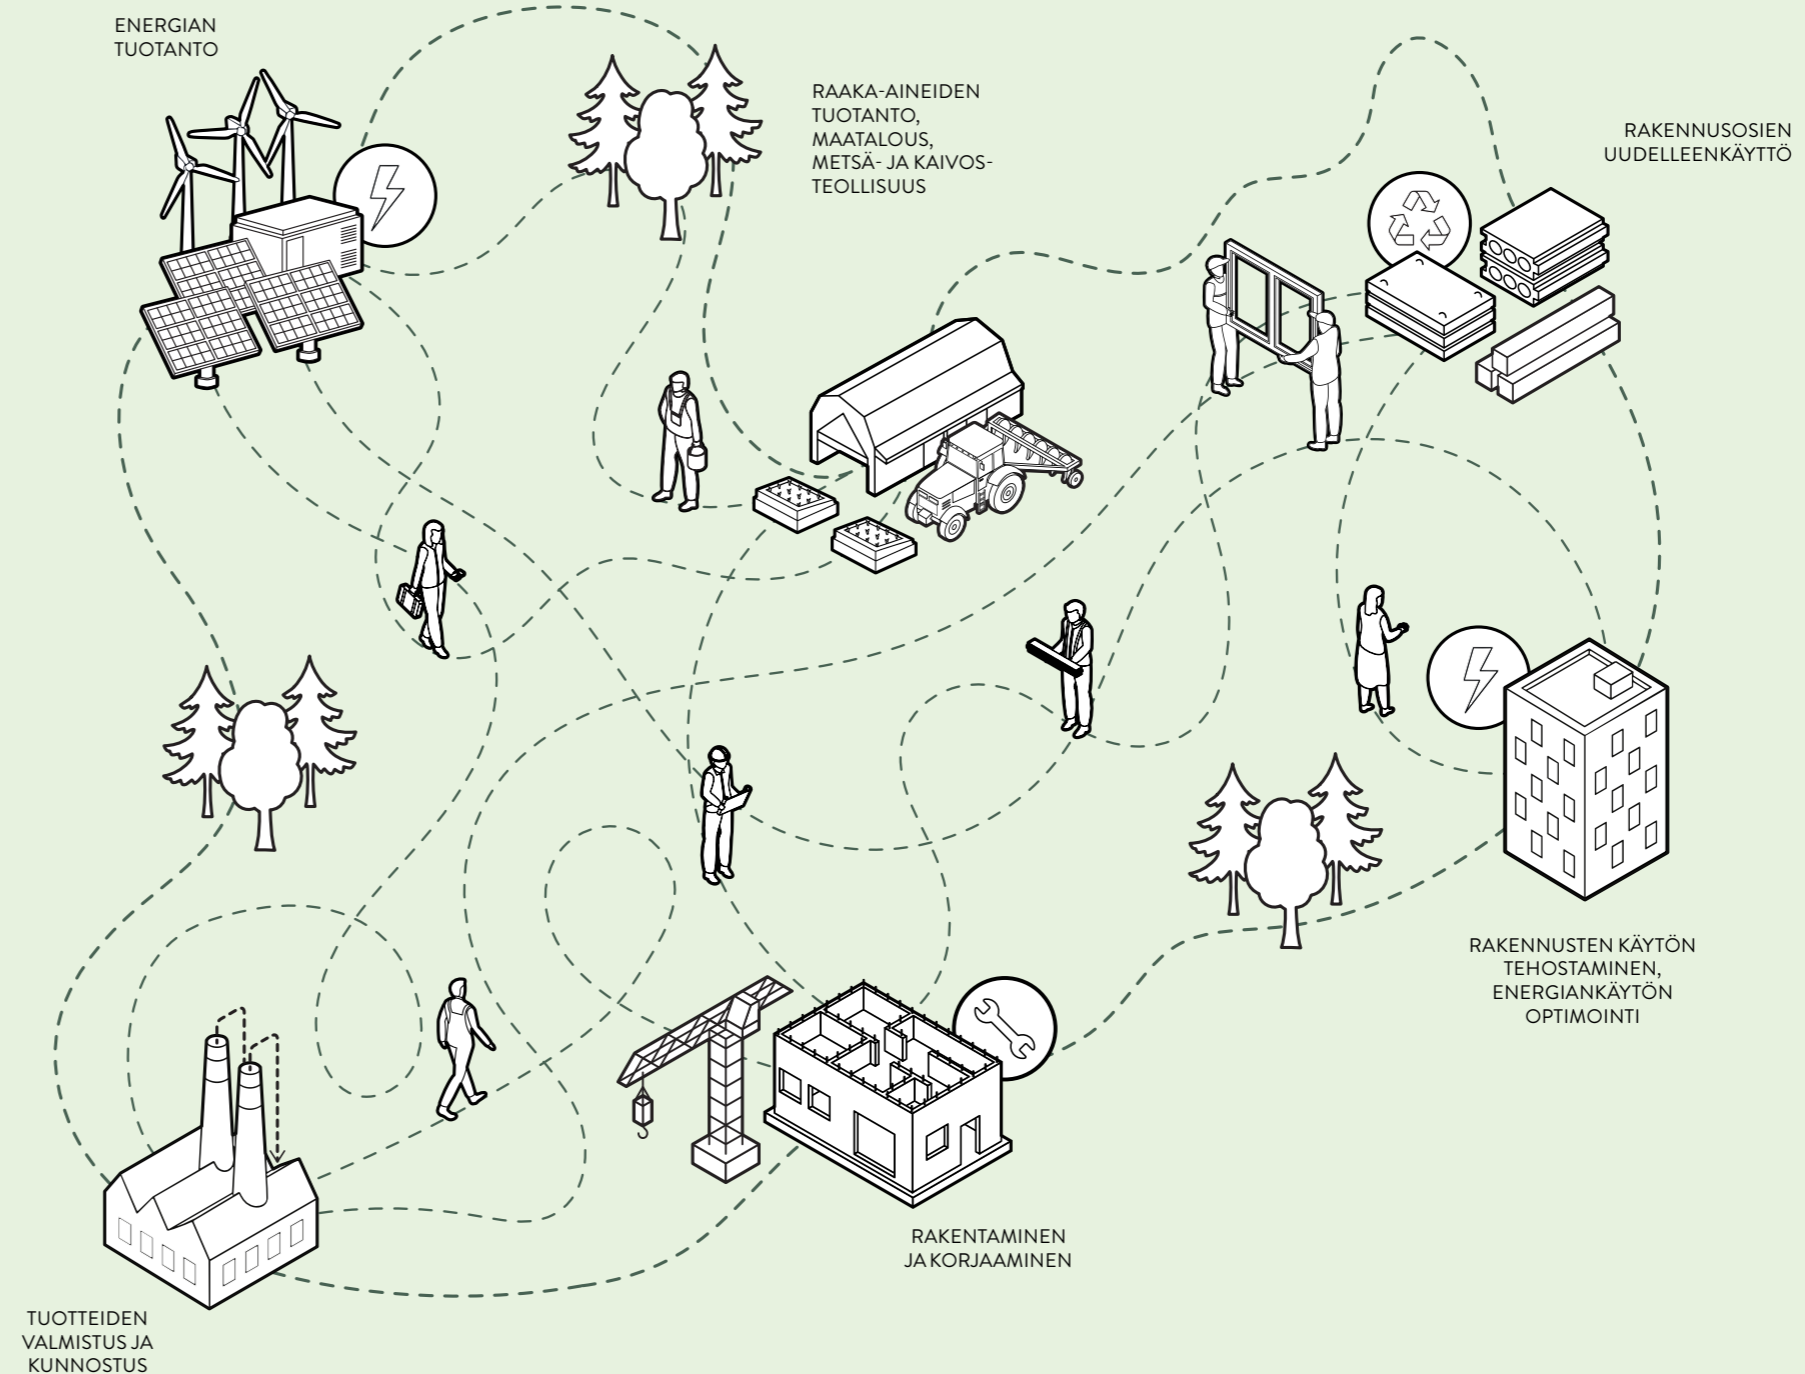 ENERGIAN
TUOTANTO
RAAKA-AINEIDEN
TUOTANTO,
MAATALOUS,
METSÄ- JA KAIVOS-
TEOLLISUUS
RAKENNUSOSIEN
UUDELLEENKÄYTTÖ
RAKENNUSTEN KÄYTÖN
TEHOSTAMINEN,
ENERGIANKÄYTÖN
OPTIMOINTI
RAKENTAMINEN
JA KORJAAMINEN
TUOTTEIDEN
VALMISTUS JA
KUNNOSTUS